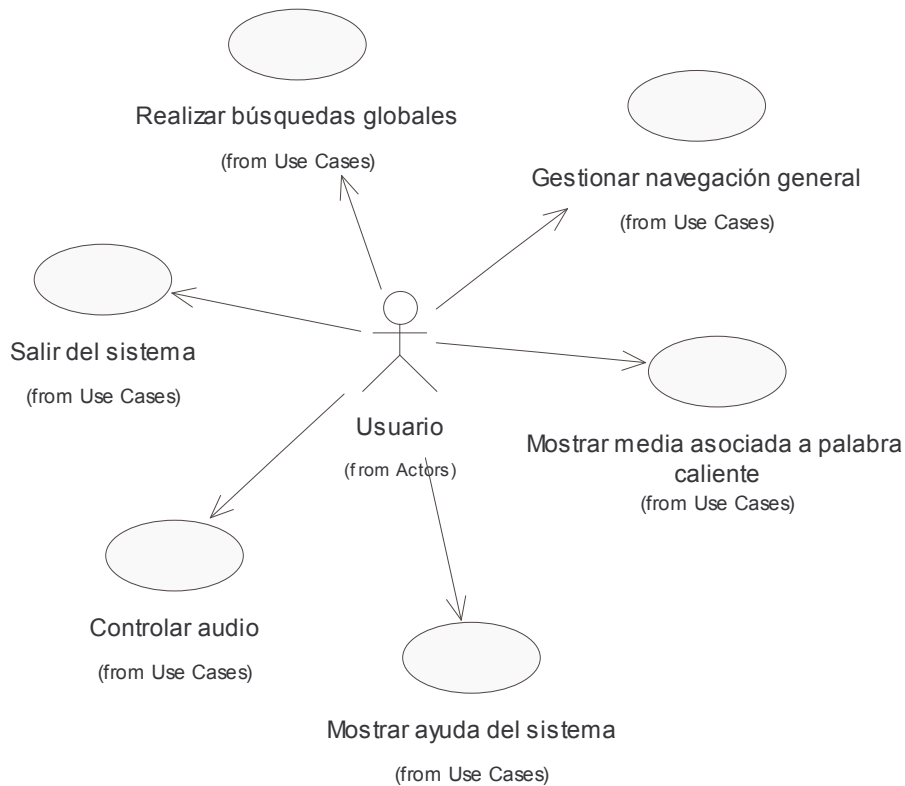 Realizar búsquedas globales
(from Use Cases)
Gestionar navegación general
(from Use Cases)
Salir del sistema
(from Use Cases)
Usuario
(from Actors)
Mostrar media asociada a palabra
caliente
(from Use Cases)
Controlar audio
(from Use Cases)
Mostrar ayuda del sistema
(from Use Cases)